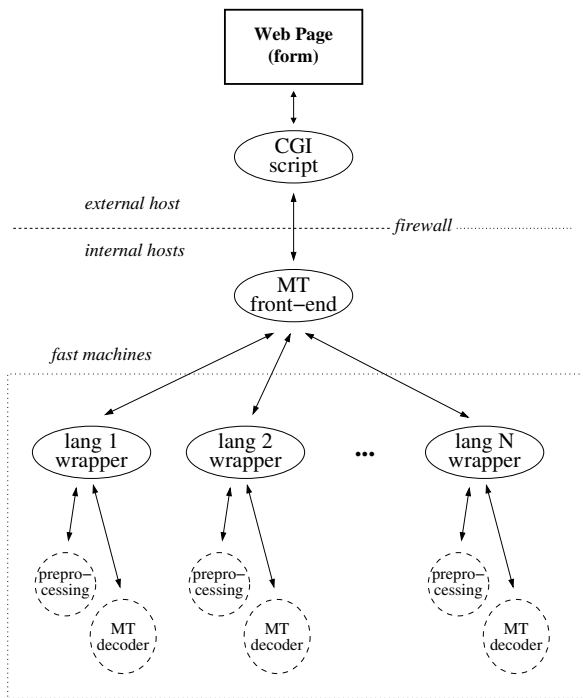 Web Page
(form)
CGI
script
external host
firewall
internal hosts
MT
front−end
fast machines
lang 1
wrapper
lang 2
wrapper
...
lang N
wrapper
prepro−
cessing
MT
decoder
prepro−
cessing
MT
decoder
prepro−
cessing
MT
decoder